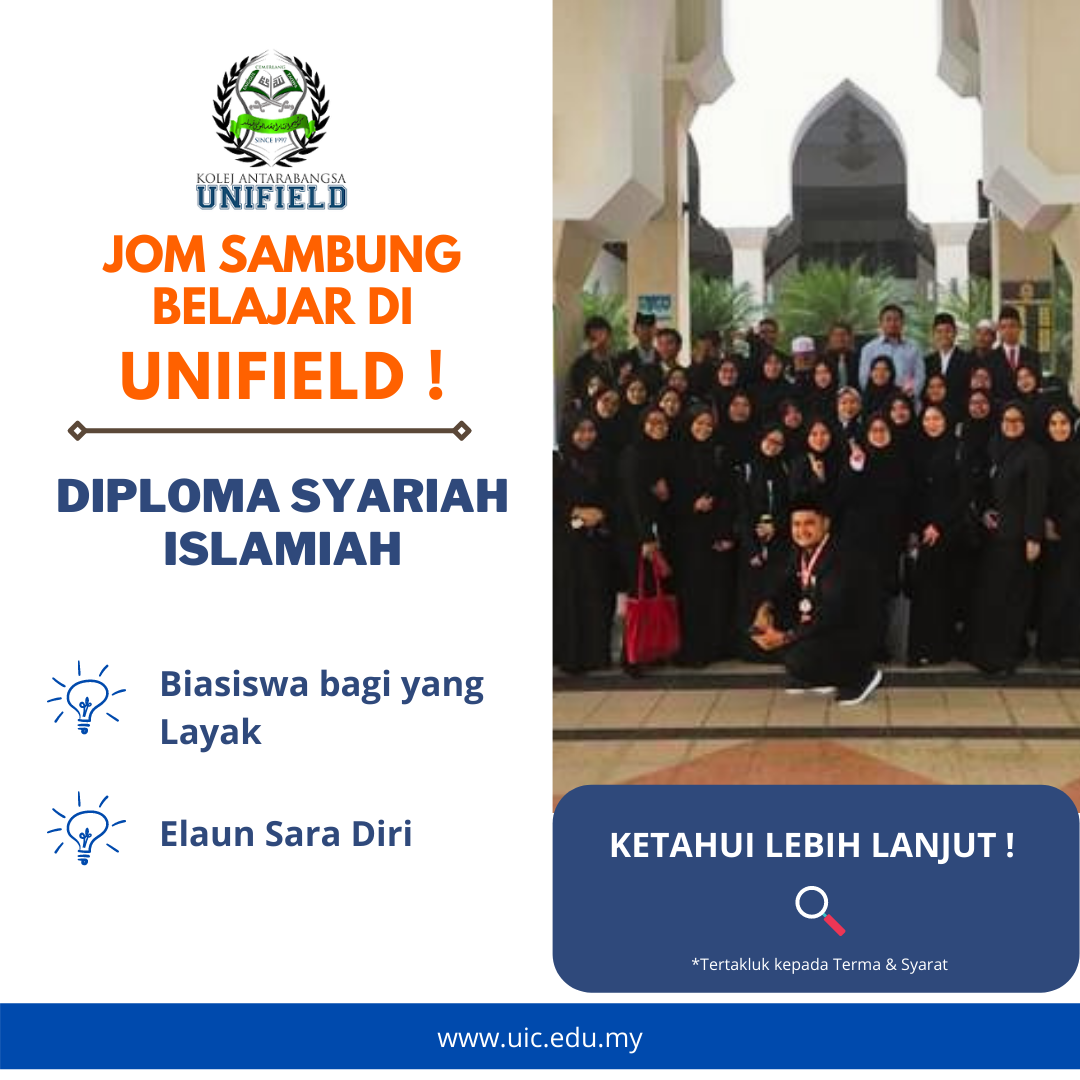 CEMERLANG
SINCE 1997
KOLEJ ANTARABANGSA
UNIFIELD
JOM SAMBUNG
BELAJAR DI
UNIFIELD !
DIPLOMA SYARIAH
ISLAMIAH
Biasiswa bagi yang
Layak
Elaun Sara Diri
KETAHUI LEBIH LANJUT !
*Tertakluk kepada Terma & Syarat
www.uic.edu.my